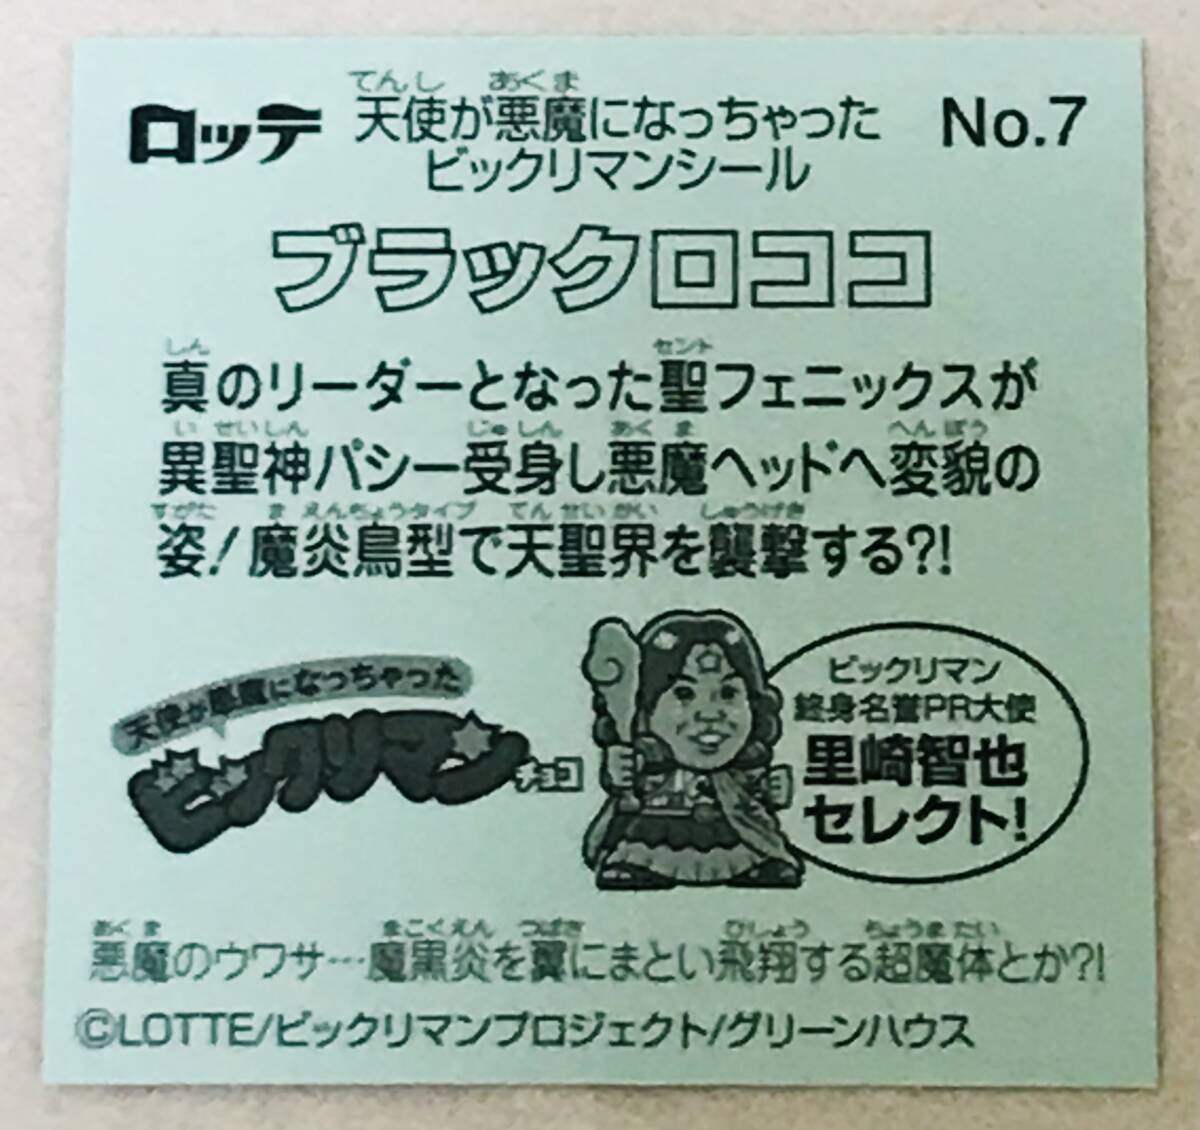 てんし あくま
ロッテ 天使が悪魔になっちゃった No.7
ビックリマンシール
ブラックロココ
しん セント
真のリーダーとなった聖フェニックスが
い せいしん じゅしん あくま へんぼう
異聖神パシー受身し悪魔ヘッドへ変貌の
すがた ま えんちょうタイプ てんせいかい しゅうげき
姿!魔炎鳥型で天聖界を襲撃する?!
天使が悪魔になっちゃった
ビックリマン
チョコ
ビックリマン
終身名誉PR大使
里崎智也
セレクト!
あくま まこくえん つばさ ひしょう ちょうまたい
悪魔のウワサ…魔黒炎を翼にまとい飛翔する超魔体とか?!
©LOTTE/ビックリマンプロジェクト/グリーンハウス